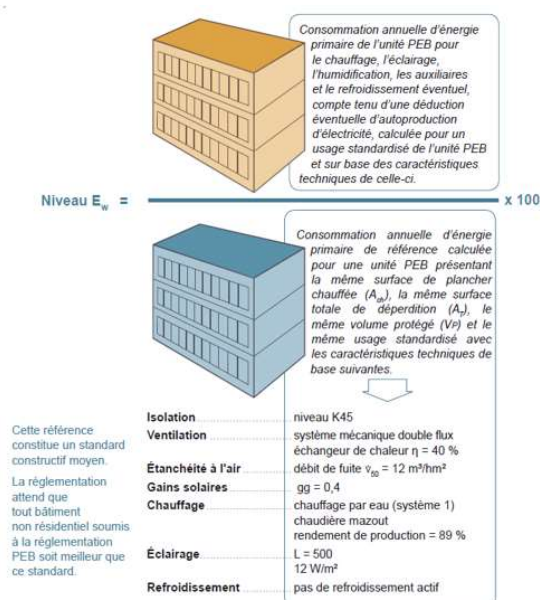 Consommation annuelle d'énergie
primaire de l'unité PEB pour
le chauffage, l'éclairage,
l'humidification, les auxiliaires
et le refroidissement éventuel,
compte tenu d'une déduction
éventuelle d'autoproduction
d'électricité, calculée pour un
usage standardisé de l'unité PEB
et sur base des caractéristiques
techniques de celle-ci.
Niveau Ew = x 100
Consommation annuelle d'énergie
primaire de référence calculée
pour une unité PEB présentant
la même surface de plancher
chauffée (Ach), la même surface
totale de déperdition (AT), le
même volume protégé (VP) et le
même usage standardisé avec
les caractéristiques techniques de
base suivantes.
Cette référence
constitue un standard
constructif moyen.
La réglementation
attend que
tout bâtiment
non résidentiel soumis
à la réglementation
PEB soit meilleur que
ce standard.
Isolation niveau K45
Ventilation système mécanique double flux
échangeur de chaleur η = 40 %
Étanchéité à l'air débit de fuite v̇50 = 12 m³/hm²
Gains solaires gg = 0,4
Chauffage chauffage par eau (système 1)
chaudière mazout
rendement de production = 89 %
Éclairage L = 500
12 W/m²
Refroidissement pas de refroidissement actif